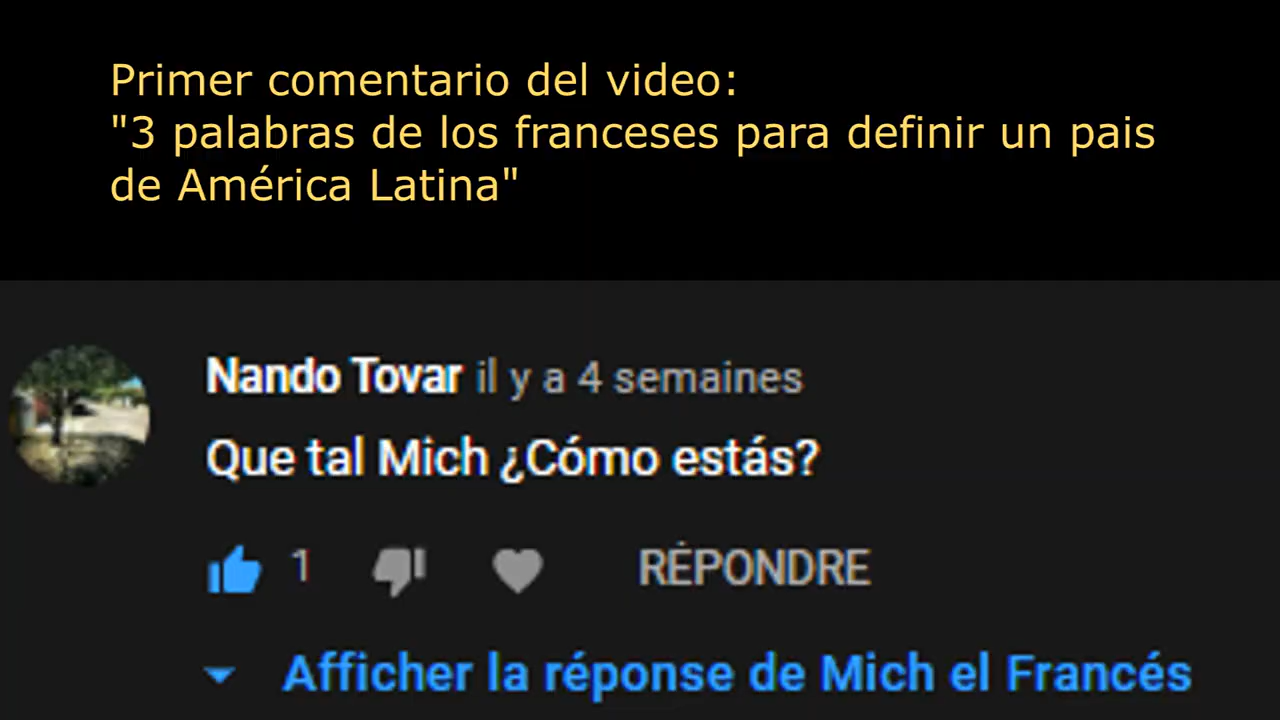 Primer comentario del video:
"3 palabras de los franceses para definir un pais
de América Latina"
Nando Tovar il y a 4 semaines
Que tal Mich ¿Cómo estás?
1 RÉPONDRE
Afficher la réponse de Mich el Francés